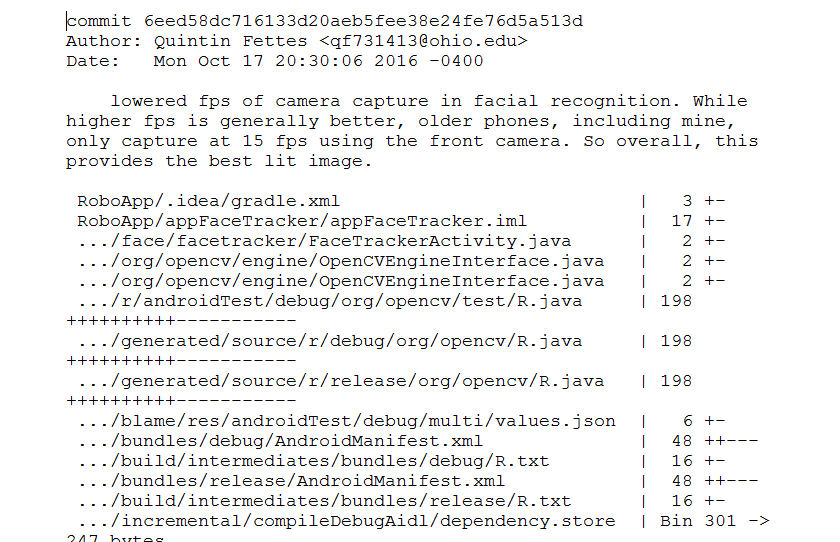 commit 6eed58dc716133d20aeb5fee38e24fe76d5a513d
Author: Quintin Fettes <qf731413@ohio.edu>
Date:   Mon Oct 17 20:30:06 2016 -0400
lowered fps of camera capture in facial recognition. While
higher fps is generally better, older phones, including mine,
only capture at 15 fps using the front camera. So overall, this
provides the best lit image.
RoboApp/.idea/gradle.xml                           |   3 +-
RoboApp/appFaceTracker/appFaceTracker.iml          |  17 +-
.../face/facetracker/FaceTrackerActivity.java      |   2 +-
.../org/opencv/engine/OpenCVEngineInterface.java   |   2 +-
.../org/opencv/engine/OpenCVEngineInterface.java   |   2 +-
.../r/androidTest/debug/org/opencv/test/R.java     | 198
++++++++++-----------
.../generated/source/r/debug/org/opencv/R.java     | 198
++++++++++-----------
.../generated/source/r/release/org/opencv/R.java   | 198
++++++++++-----------
.../blame/res/androidTest/debug/multi/values.json  |   6 +-
.../bundles/debug/AndroidManifest.xml              |  48 ++---
.../build/intermediates/bundles/debug/R.txt        |  16 +-
.../bundles/release/AndroidManifest.xml            |  48 ++---
.../build/intermediates/bundles/release/R.txt      |  16 +-
.../incremental/compileDebugAidl/dependency.store  | Bin 301 ->
247 bytes